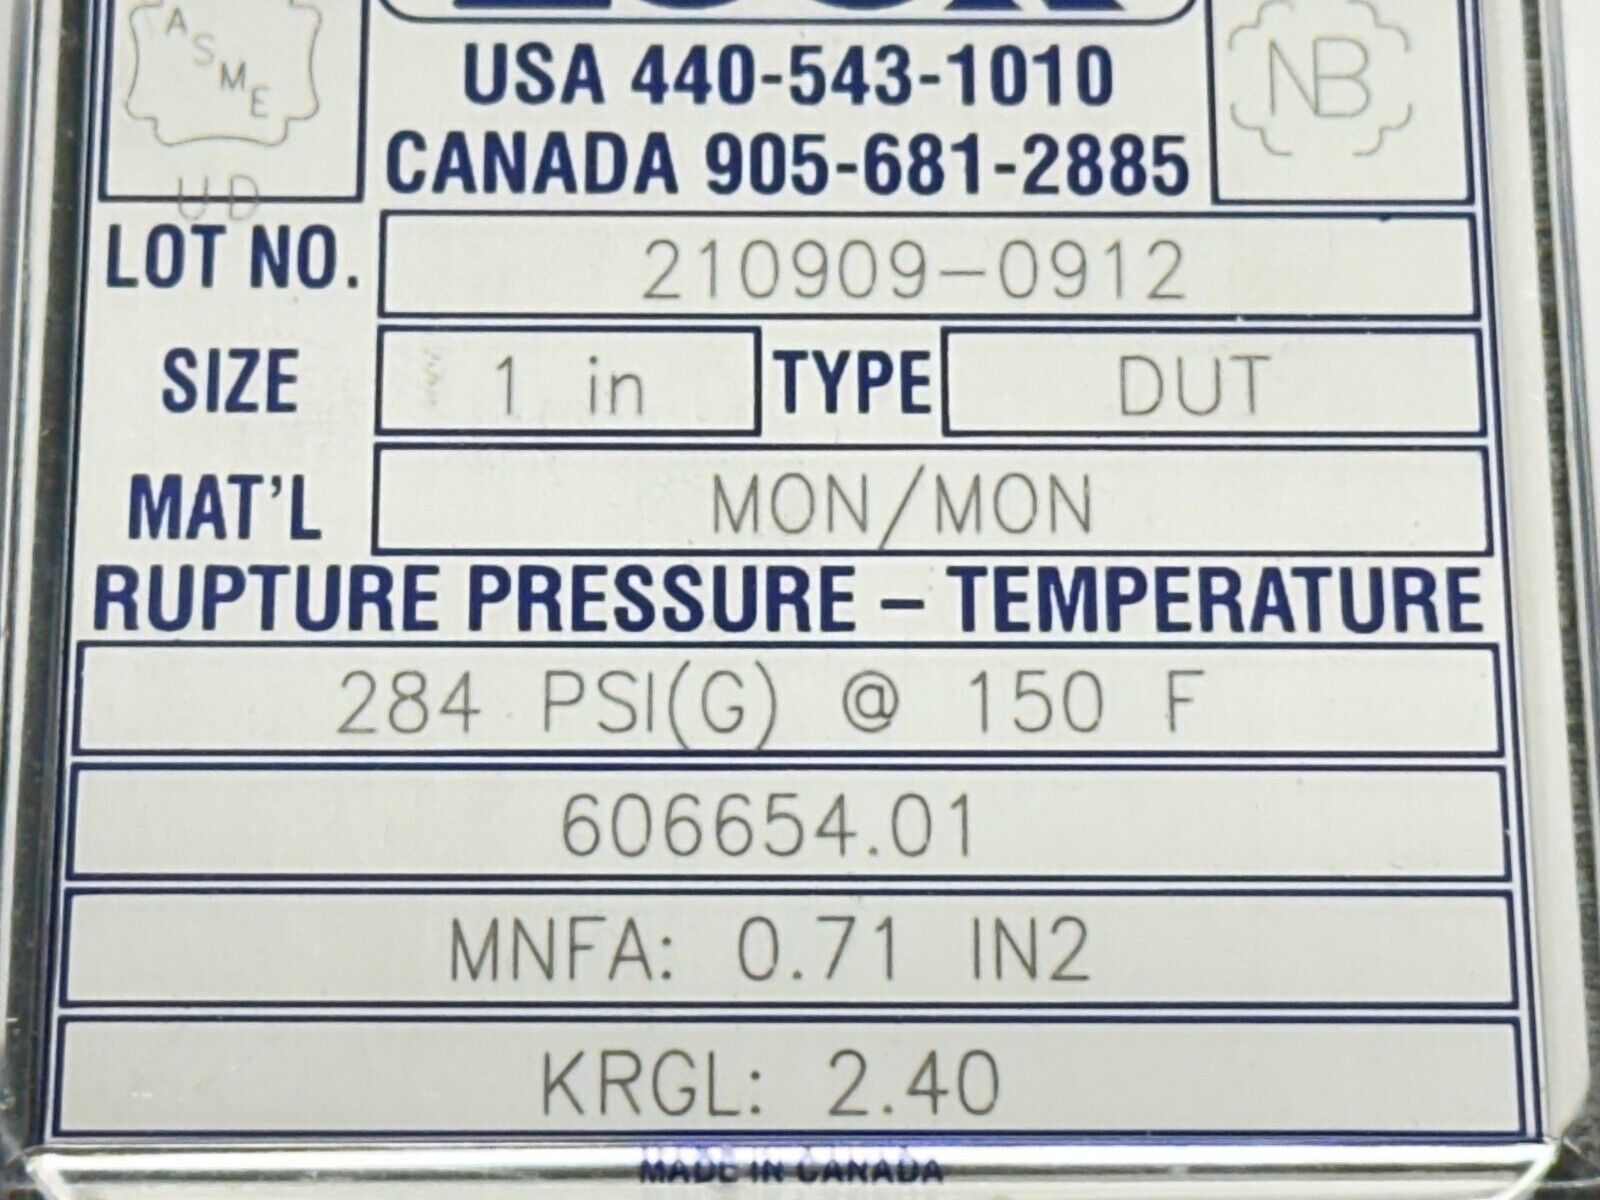 ASME
UD
NB
USA 440-543-1010
CANADA 905-681-2885
LOT NO. 210909-0912
SIZE 1 in TYPE DUT
MAT'L MON/MON
RUPTURE PRESSURE – TEMPERATURE
284 PSI(G) @ 150 F
606654.01
MNFA: 0.71 IN2
KRGL: 2.40
MADE IN CANADA